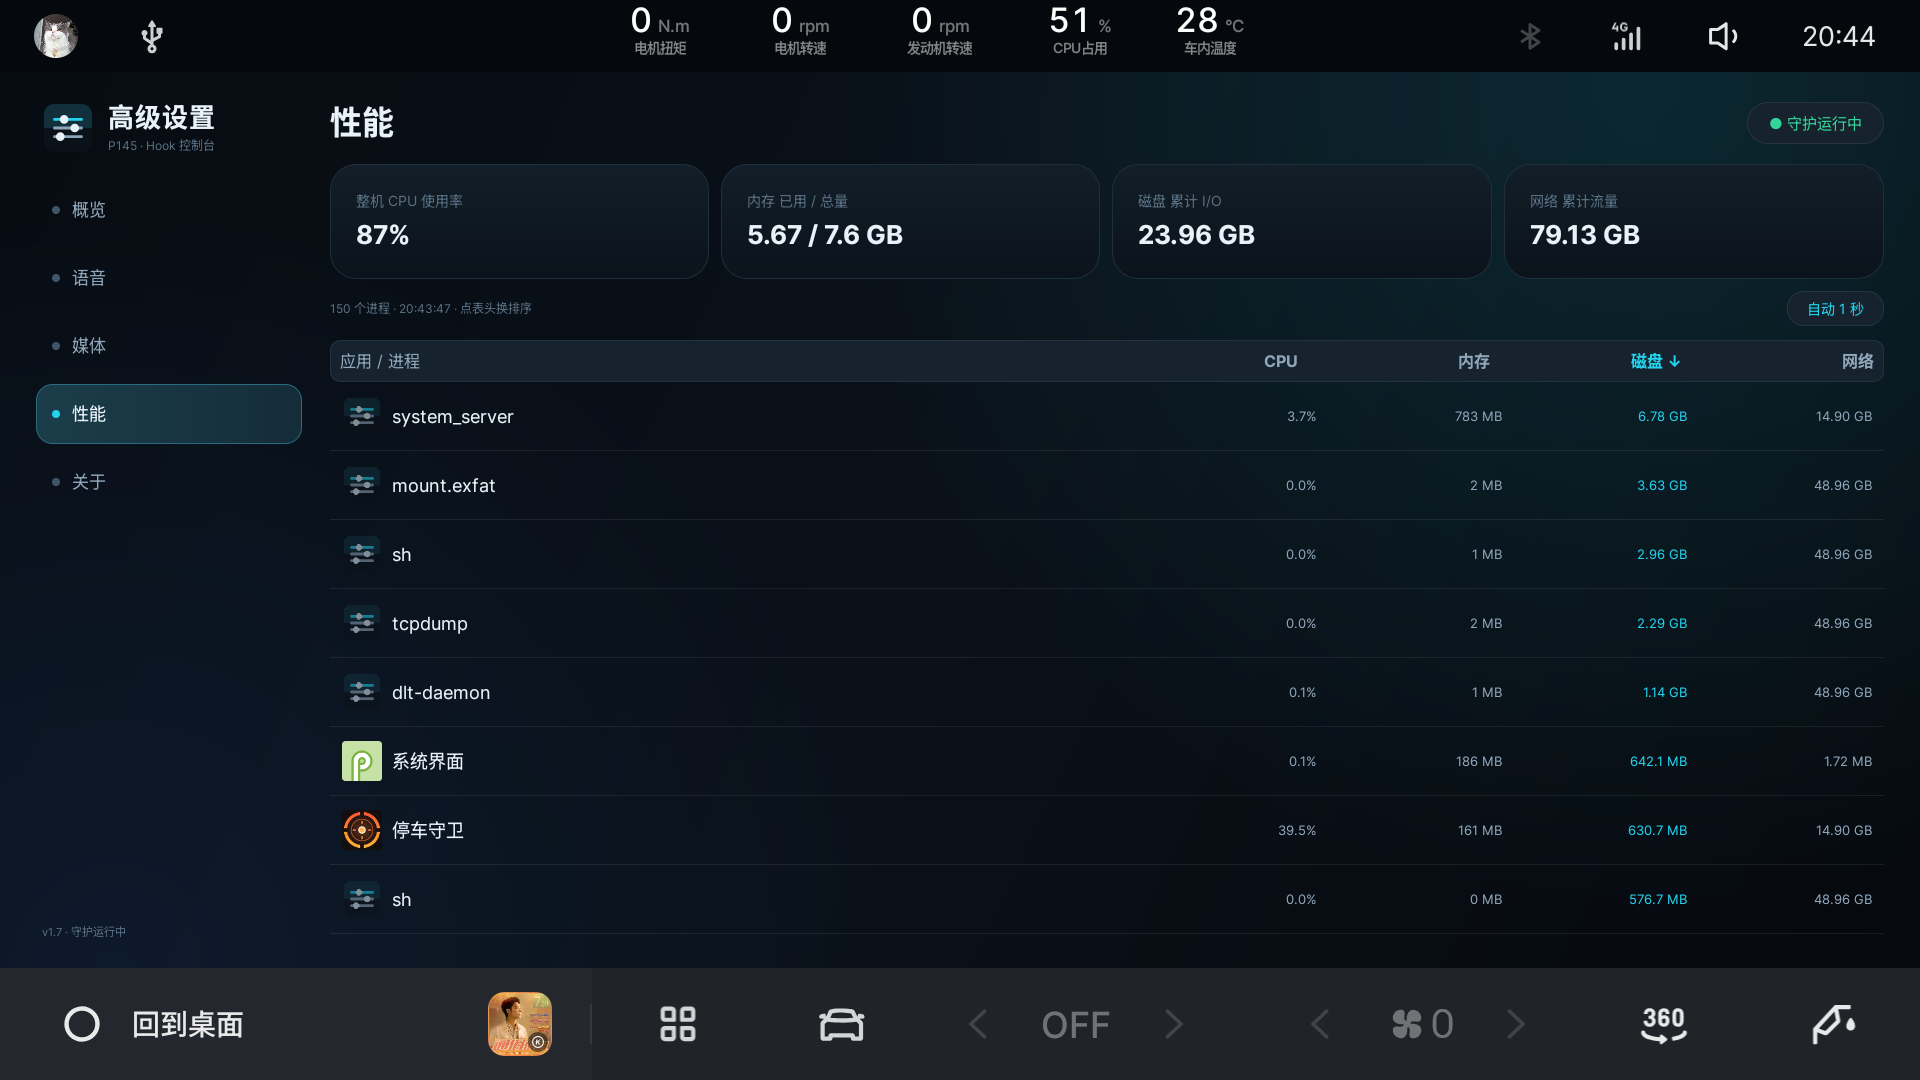 0 N.m
电机扭矩
0 rpm
电机转速
0 rpm
发动机转速
51 %
CPU占用
28 °C
车内温度
4G
20:44
高级设置
P145 · Hook 控制台
概览
语音
媒体
性能
关于
v1.7 · 守护运行中
性能
守护运行中
整机 CPU 使用率
87%
内存 已用 / 总量
5.67 / 7.6 GB
磁盘 累计 I/O
23.96 GB
网络 累计流量
79.13 GB
150 个进程 · 20:43:47 · 点表头换排序
自动 1 秒
应用 / 进程 CPU 内存 磁盘 ↓ 网络
system_server 3.7% 783 MB 6.78 GB 14.90 GB
mount.exfat 0.0% 2 MB 3.63 GB 48.96 GB
sh 0.0% 1 MB 2.96 GB 48.96 GB
tcpdump 0.0% 2 MB 2.29 GB 48.96 GB
dlt-daemon 0.1% 1 MB 1.14 GB 48.96 GB
系统界面 0.1% 186 MB 642.1 MB 1.72 MB
停车守卫 39.5% 161 MB 630.7 MB 14.90 GB
sh 0.0% 0 MB 576.7 MB 48.96 GB
回到桌面
OFF
0
360